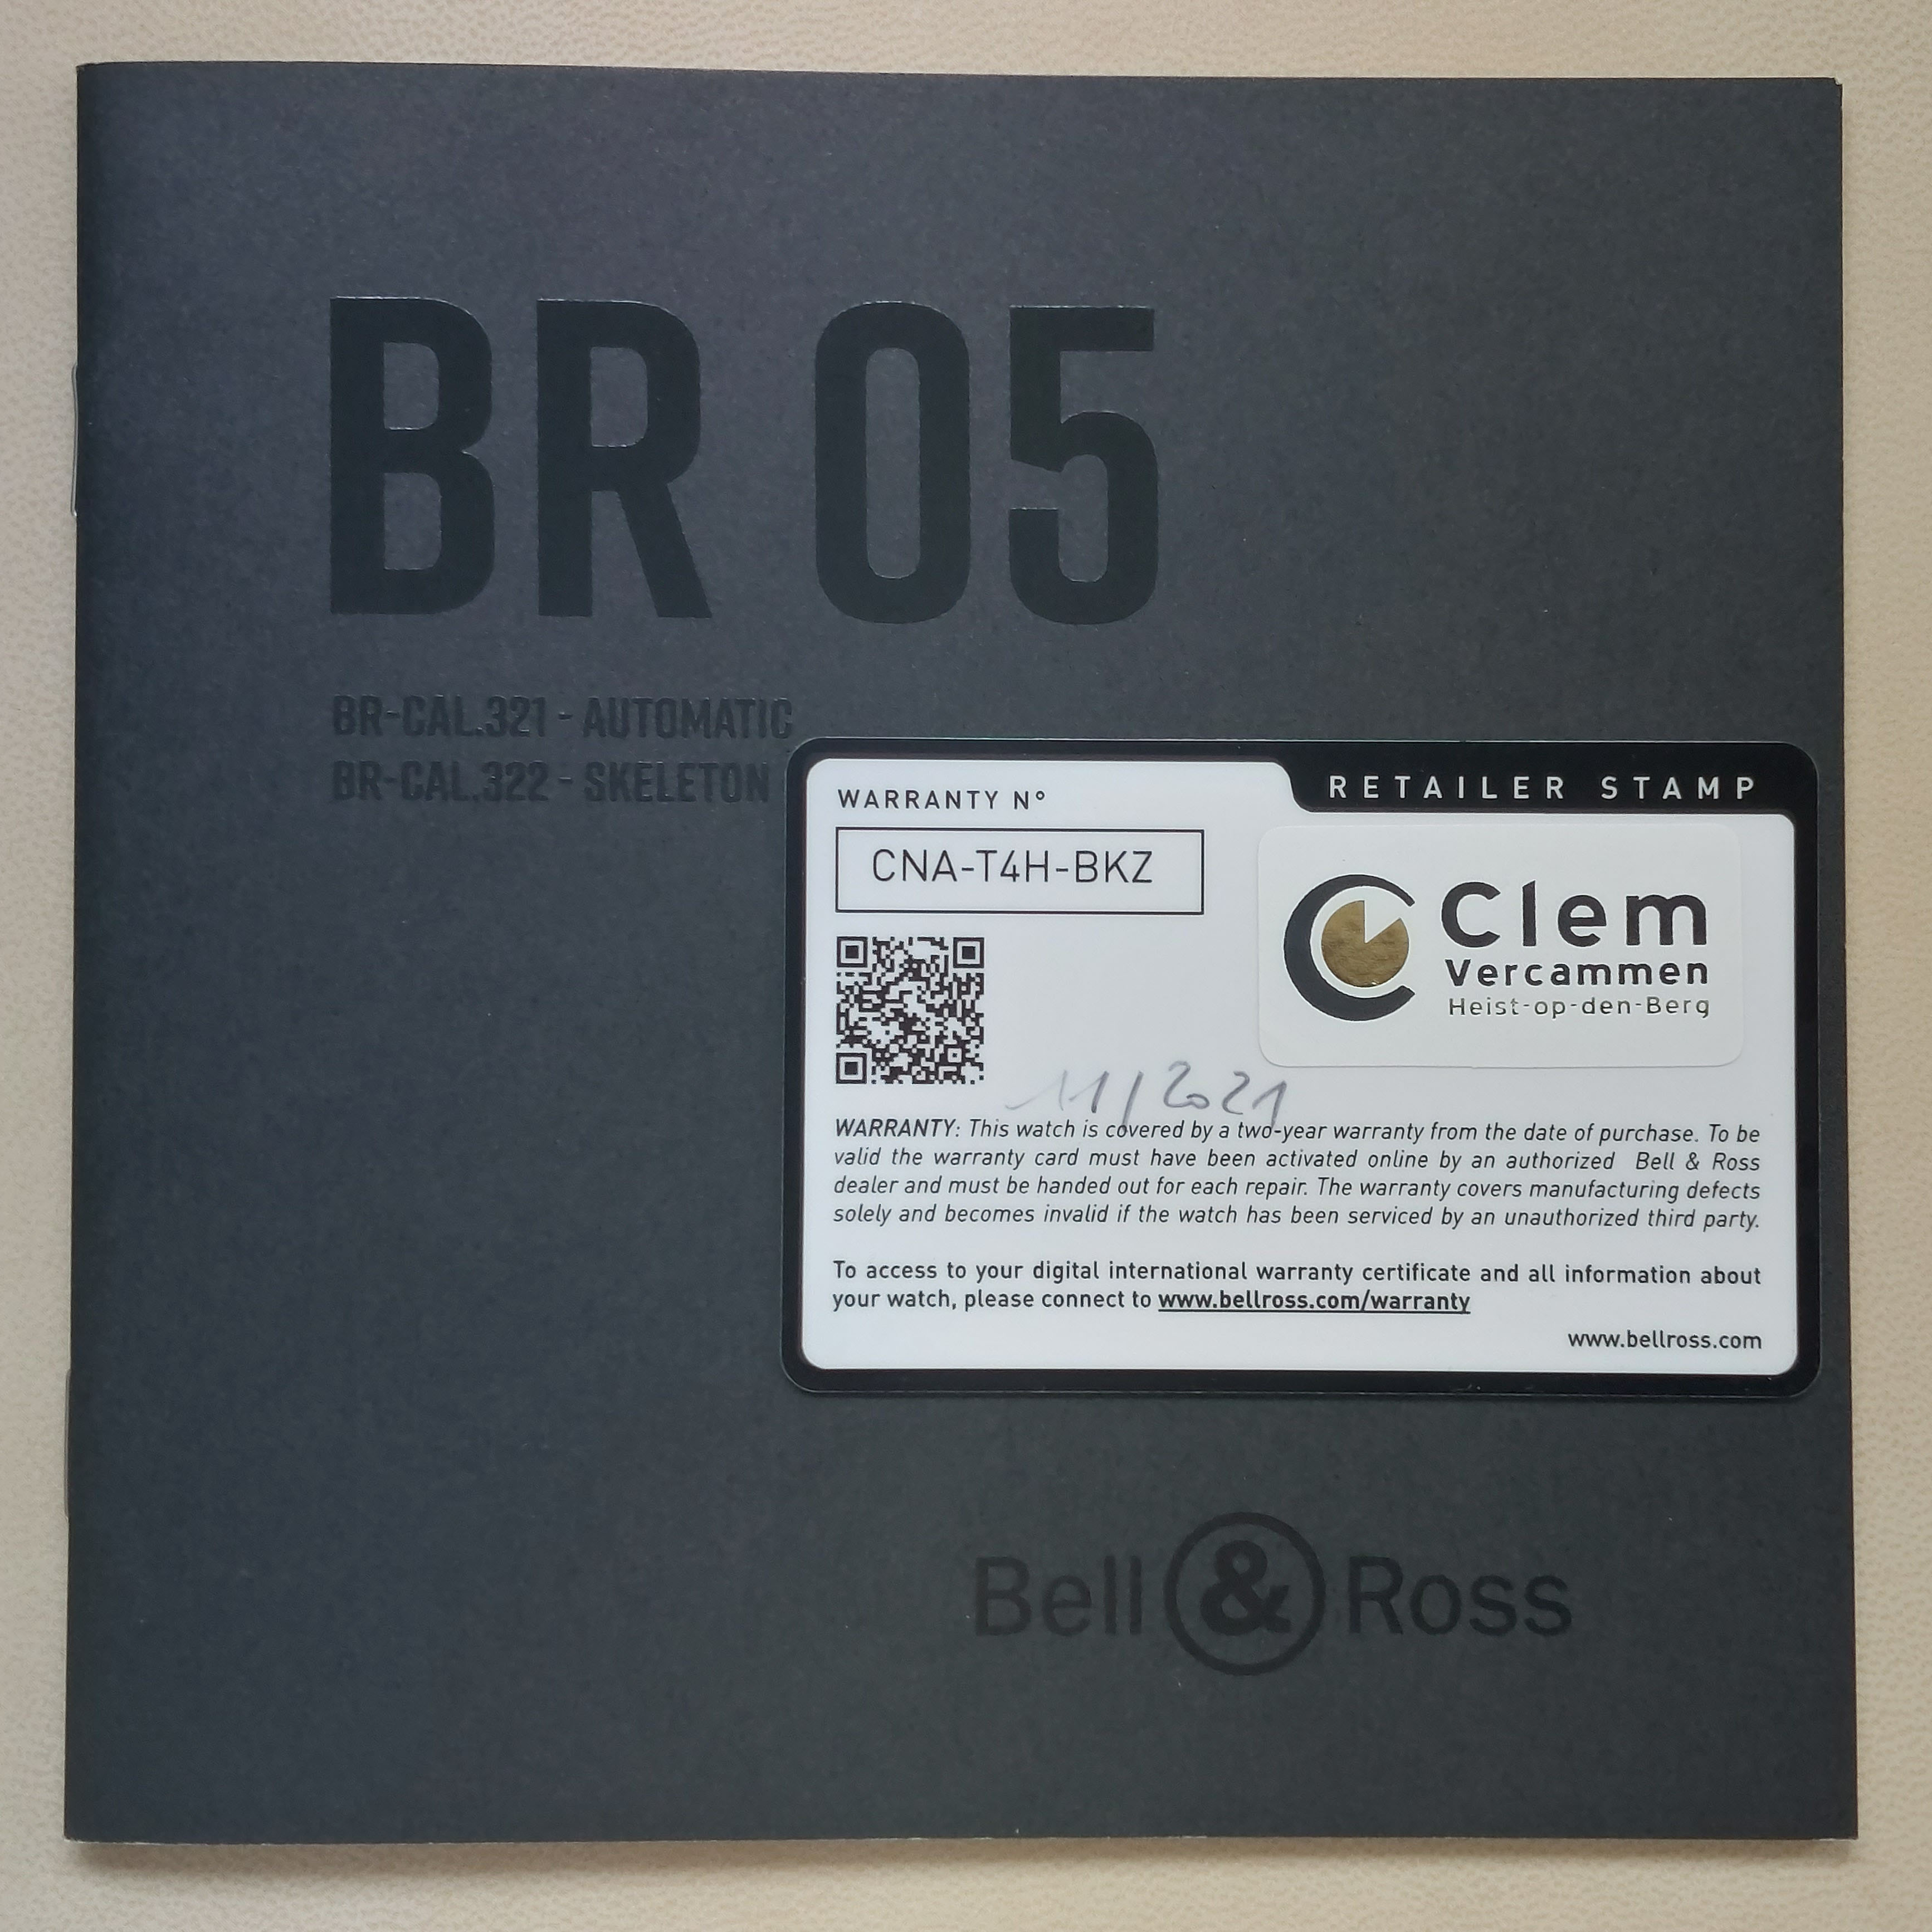 BR 05
BR-CAL.321 - AUTOMATIC
BR-CAL.322 - SKELETON
RETAILER STAMP
WARRANTY N°
CNA-T4H-BKZ
Clem
Vercammen
Heist-op-den-Berg
11/2021
WARRANTY: This watch is covered by a two-year warranty from the date of purchase. To be
valid the warranty card must have been activated online by an authorized Bell & Ross
dealer and must be handed out for each repair. The warranty covers manufacturing defects
solely and becomes invalid if the watch has been serviced by an unauthorized third party.
To access to your digital international warranty certificate and all information about
your watch, please connect to www.bellross.com/warranty
www.bellross.com
Bell & Ross